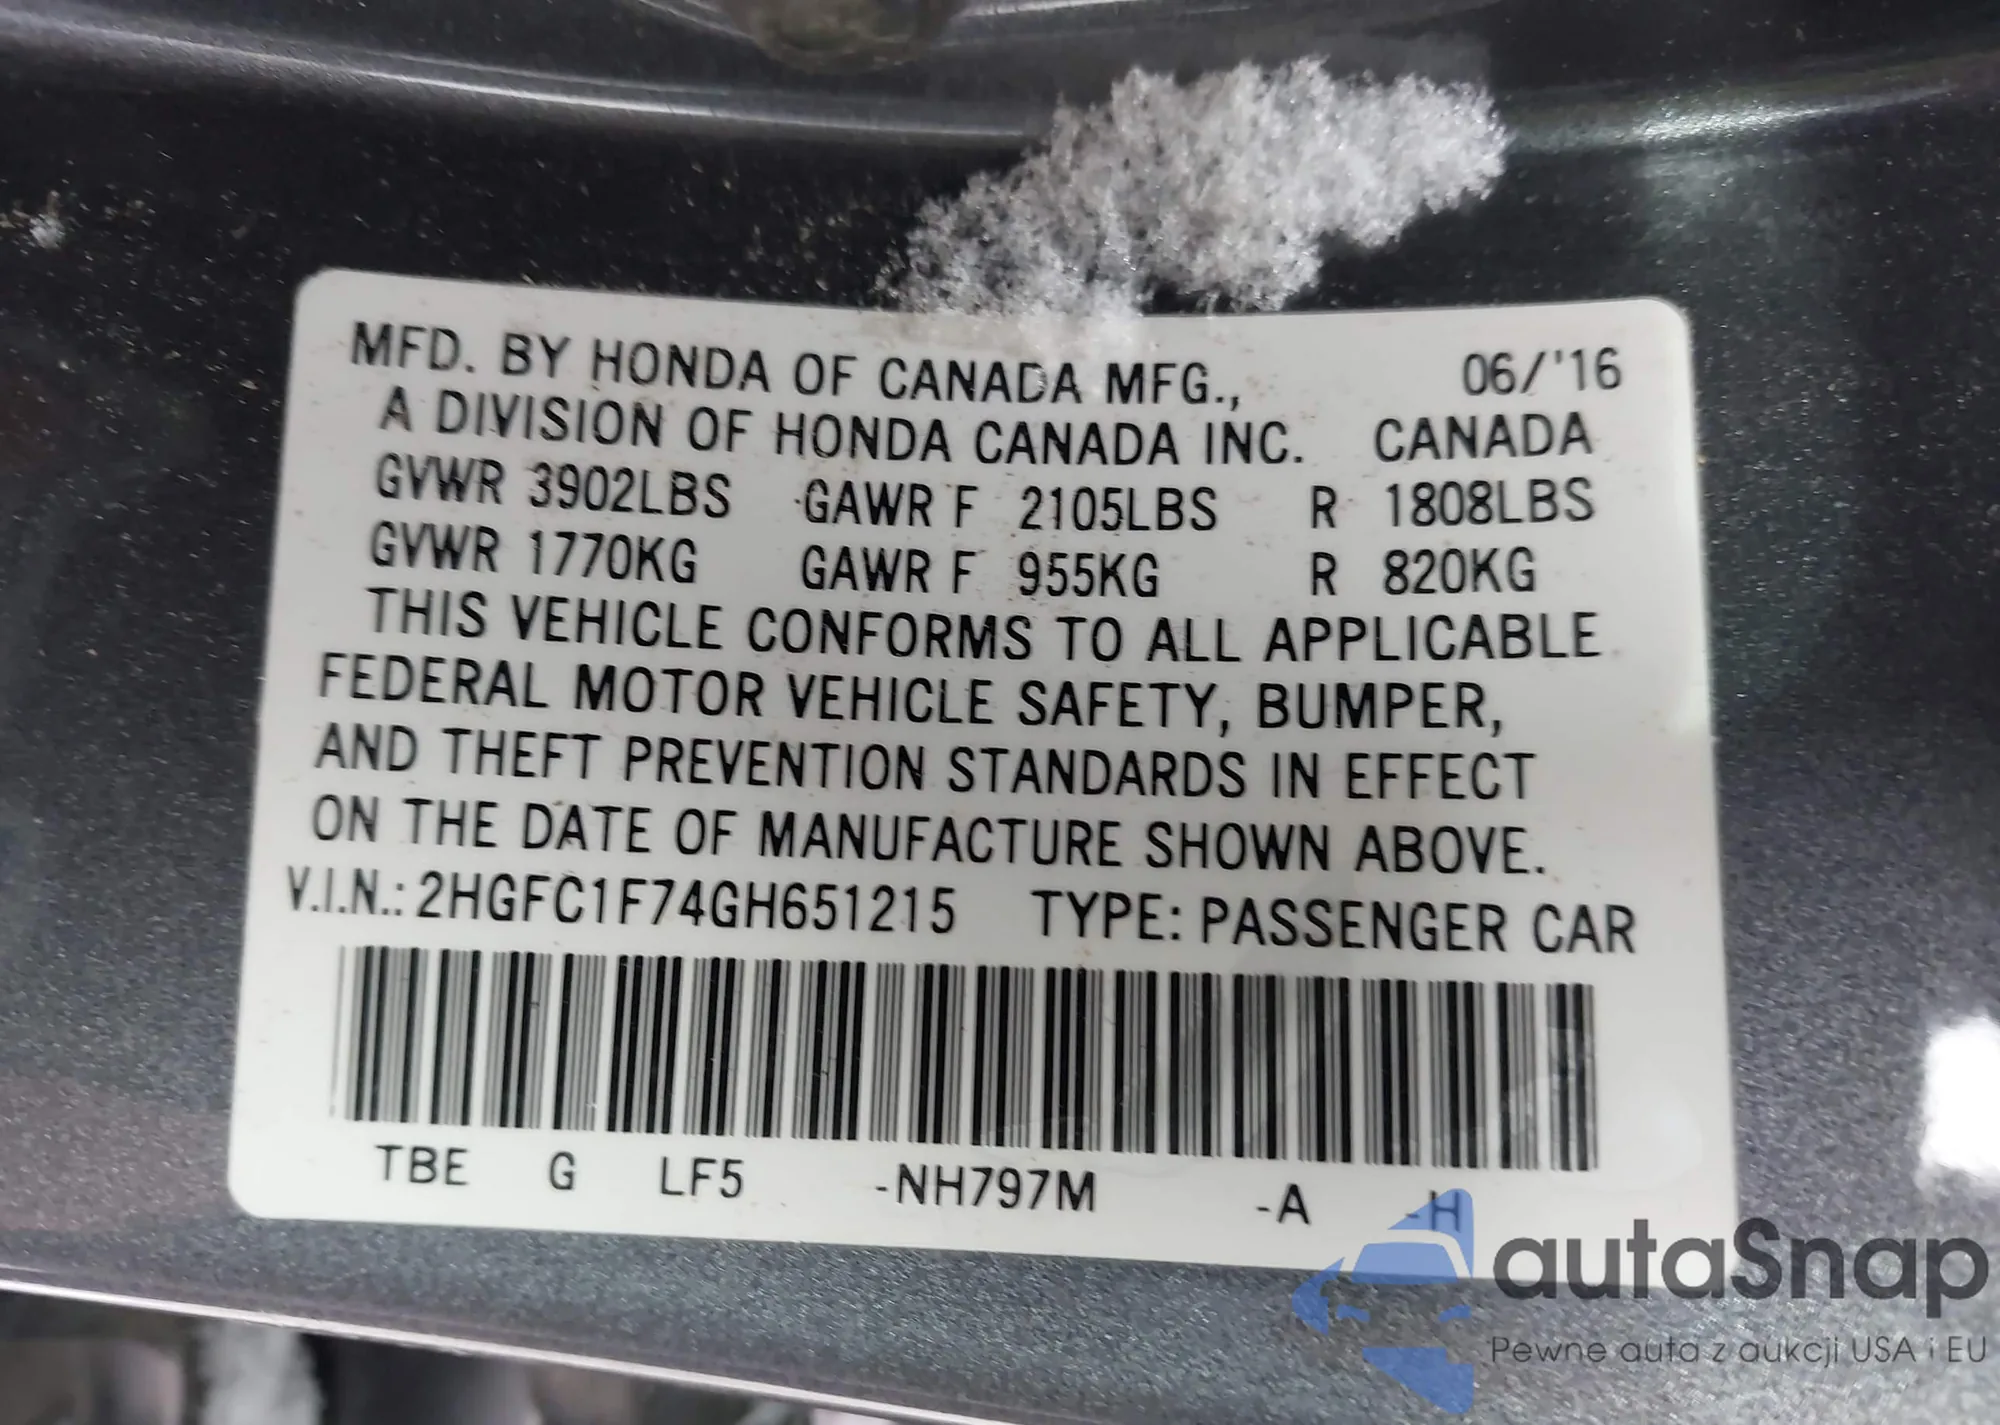 MFD. BY HONDA OF CANADA MFG., 06/'16
A DIVISION OF HONDA CANADA INC. CANADA
GVWR 3902LBS GAWR F 2105LBS R 1808LBS
GVWR 1770KG GAWR F 955KG R 820KG
THIS VEHICLE CONFORMS TO ALL APPLICABLE
FEDERAL MOTOR VEHICLE SAFETY, BUMPER,
AND THEFT PREVENTION STANDARDS IN EFFECT
ON THE DATE OF MANUFACTURE SHOWN ABOVE.
V.I.N.: 2HGFC1F74GH651215 TYPE: PASSENGER CAR
TBE G LF5 -NH797M -A -H
autaSnap
Pewne auta z aukcji USA i EU